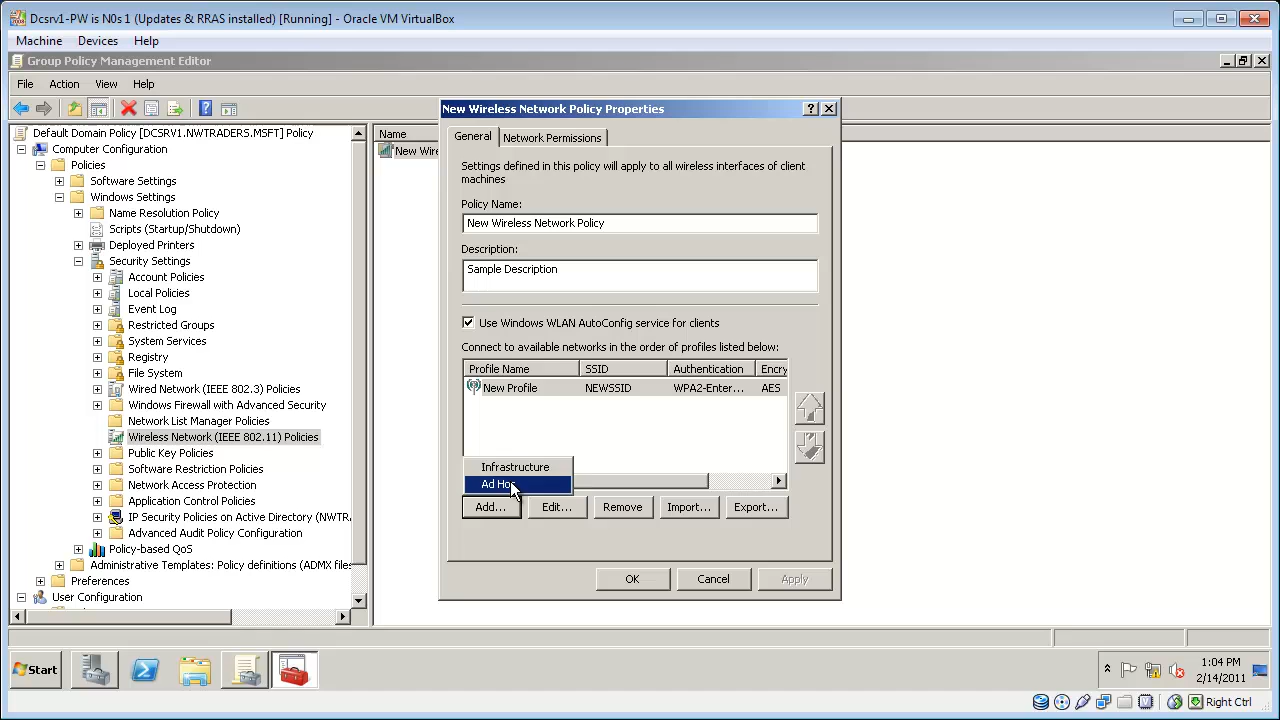 Dcsrv1-PW is N0s 1 (Updates & RRAS installed) [Running] - Oracle VM VirtualBox
Machine Devices Help
Group Policy Management Editor
File Action View Help
Default Domain Policy [DCSRV1.NWTRADERS.MSFT] Policy
Computer Configuration
Policies
Software Settings
Windows Settings
Name Resolution Policy
Scripts (Startup/Shutdown)
Deployed Printers
Security Settings
Account Policies
Local Policies
Event Log
Restricted Groups
System Services
Registry
File System
Wired Network (IEEE 802.3) Policies
Windows Firewall with Advanced Security
Network List Manager Policies
Wireless Network (IEEE 802.11) Policies
Public Key Policies
Software Restriction Policies
Network Access Protection
Application Control Policies
IP Security Policies on Active Directory (NWTRA
Advanced Audit Policy Configuration
Policy-based QoS
Administrative Templates: Policy definitions (ADMX files
Preferences
User Configuration
Name
New Wire
New Wireless Network Policy Properties
General Network Permissions
Settings defined in this policy will apply to all wireless interfaces of client
machines
Policy Name:
New Wireless Network Policy
Description:
Sample Description
Use Windows WLAN AutoConfig service for clients
Connect to available networks in the order of profiles listed below:
Profile Name SSID Authentication Encry
New Profile NEWSSID WPA2-Enter... AES
Infrastructure
Ad Hoc
Add... Edit... Remove Import... Export...
OK Cancel Apply
Start
1:04 PM
2/14/2011
Right Ctrl